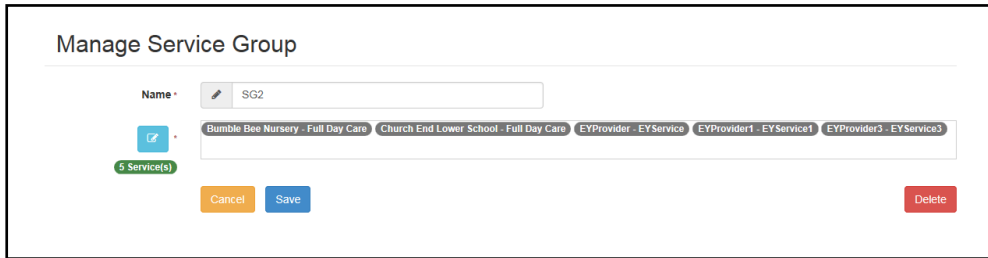 Manage Service Group
Name *
SG2
*
Bumble Bee Nursery - Full Day Care Church End Lower School - Full Day Care EYProvider - EYService EYProvider1 - EYService1 EYProvider3 - EYService3
5 Service(s)
Cancel Save Delete